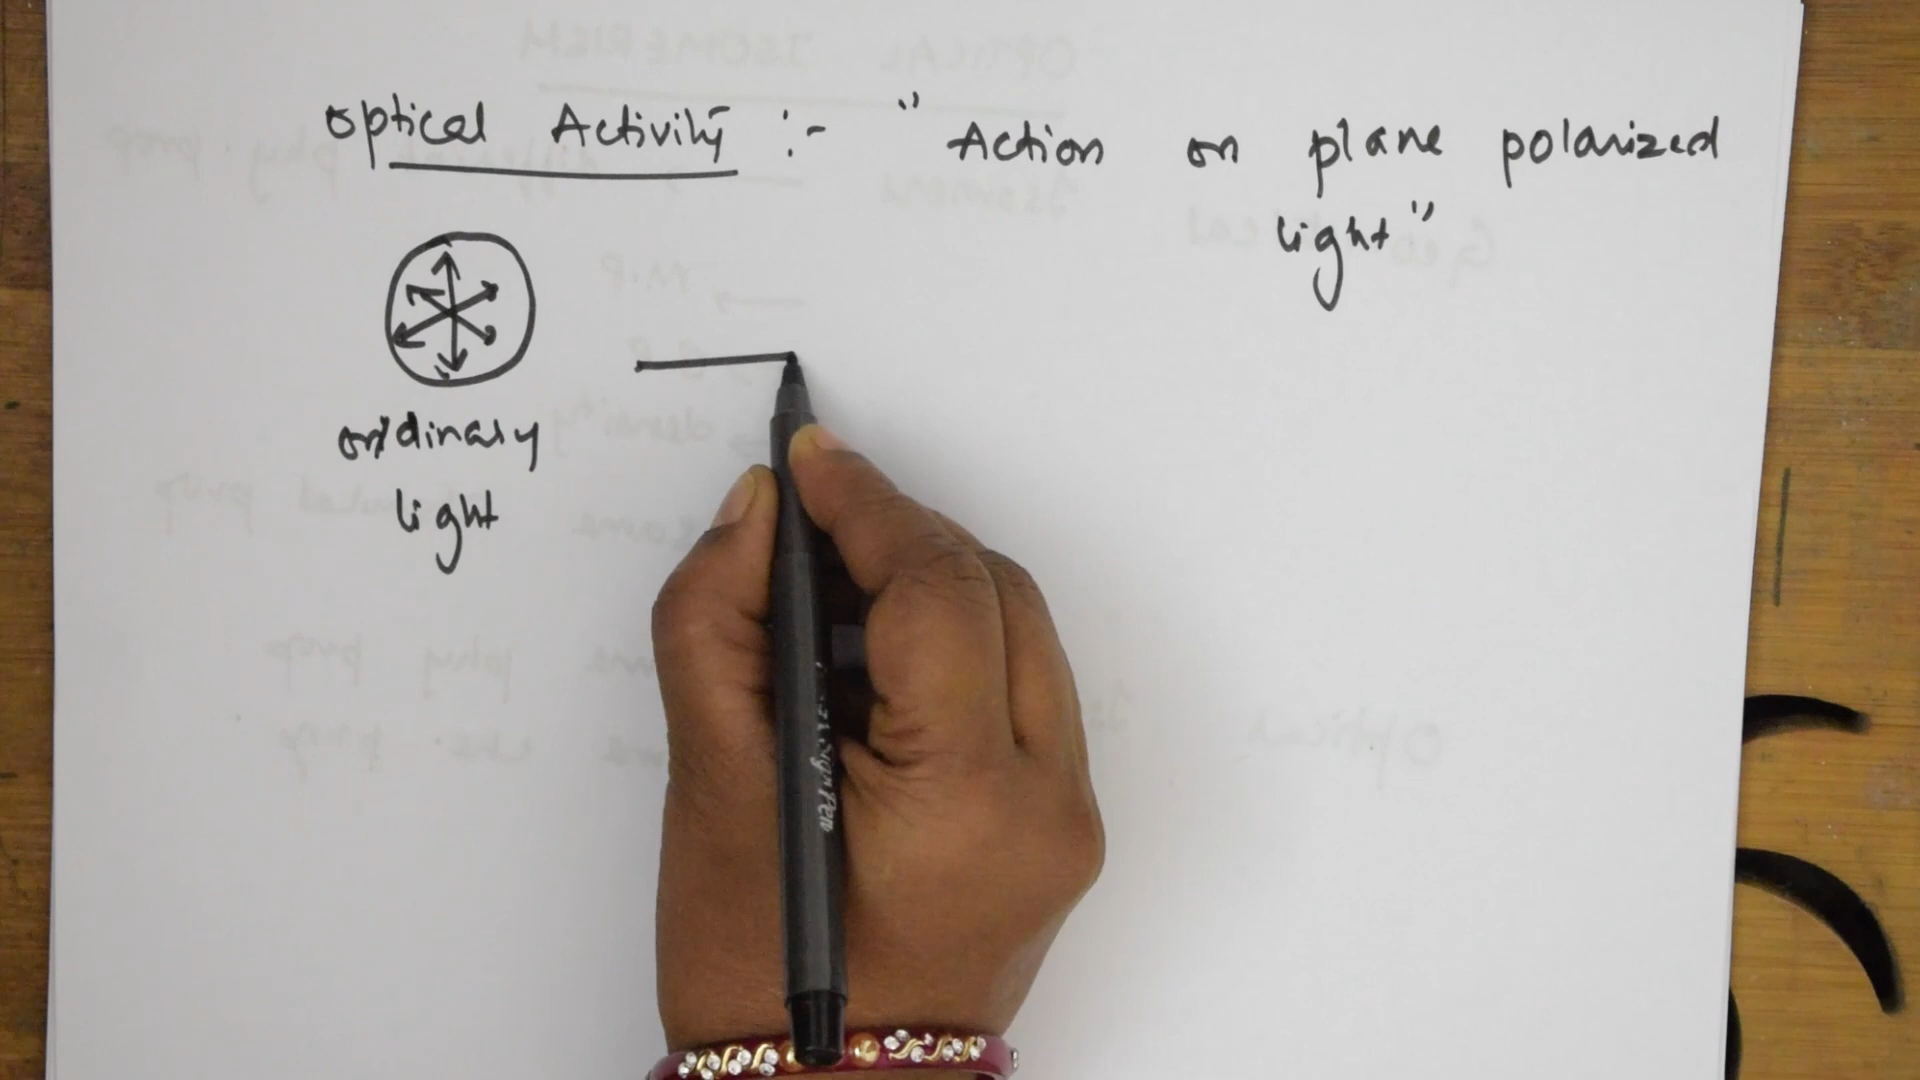 Optical Activity :- " Action on plane polarized
light"
ordinary
light